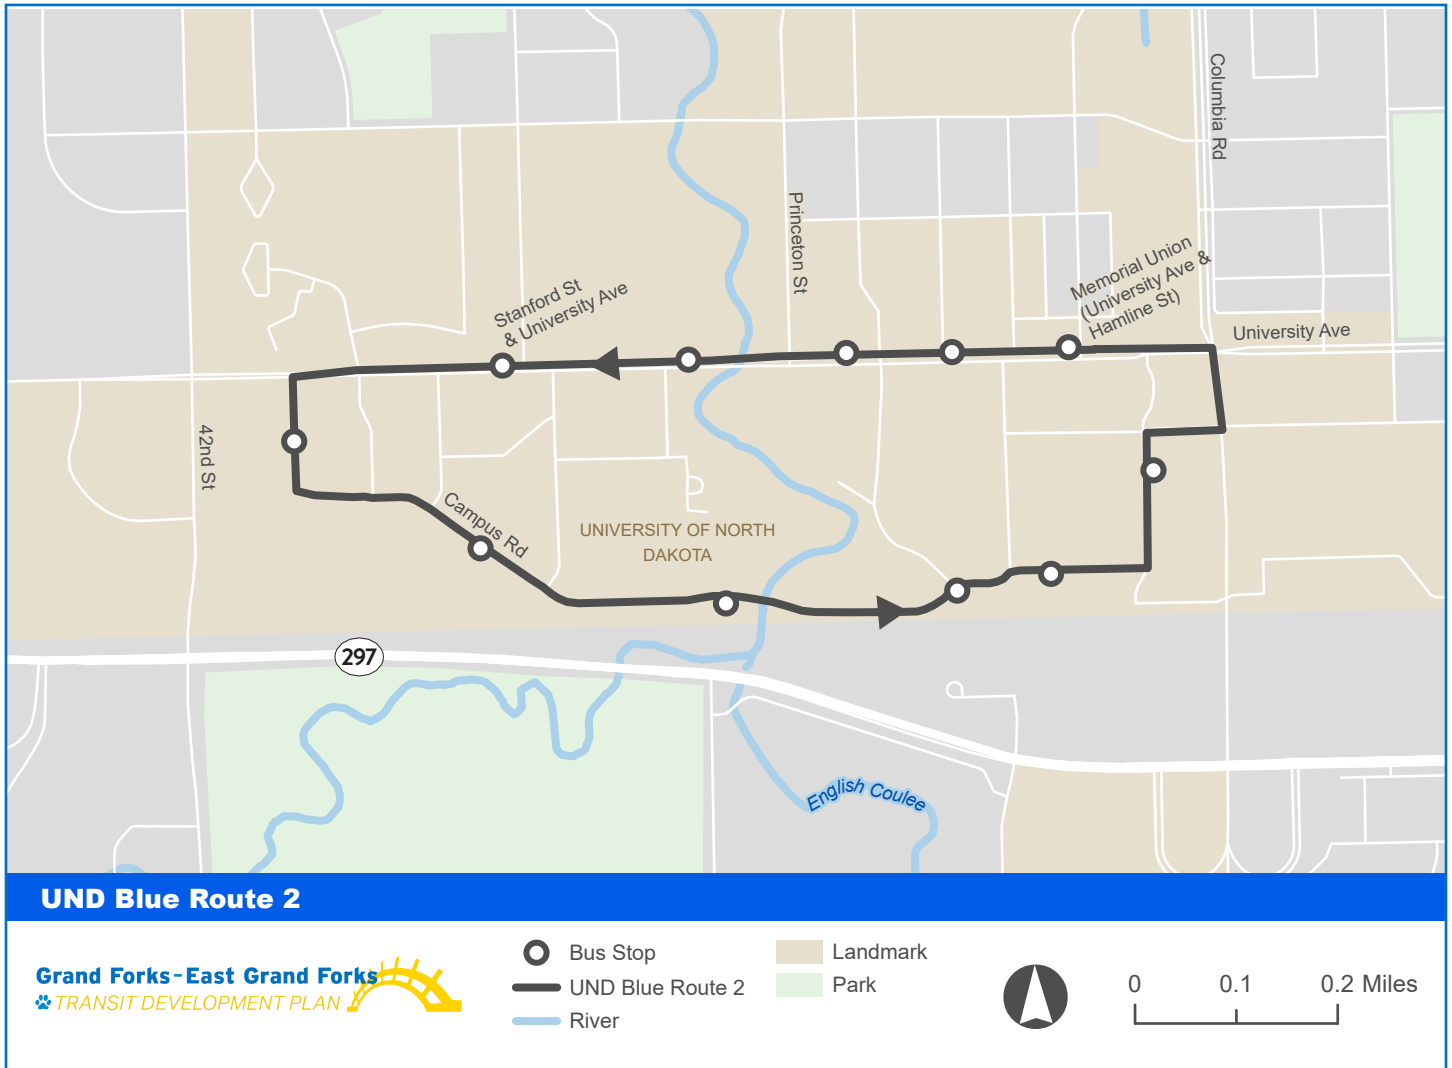 Columbia Rd
Princeton St
Memorial Union
(University Ave &
Hamline St)
Stanford St
& University Ave
University Ave
42nd St
Campus Rd
UNIVERSITY OF NORTH
DAKOTA
297
English Coulee
UND Blue Route 2
Grand Forks-East Grand Forks
TRANSIT DEVELOPMENT PLAN
Bus Stop
UND Blue Route 2
River
Landmark
Park
0 0.1 0.2 Miles